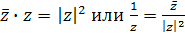 z̄ · z = |z|² или 1/z = z̄/|z|²